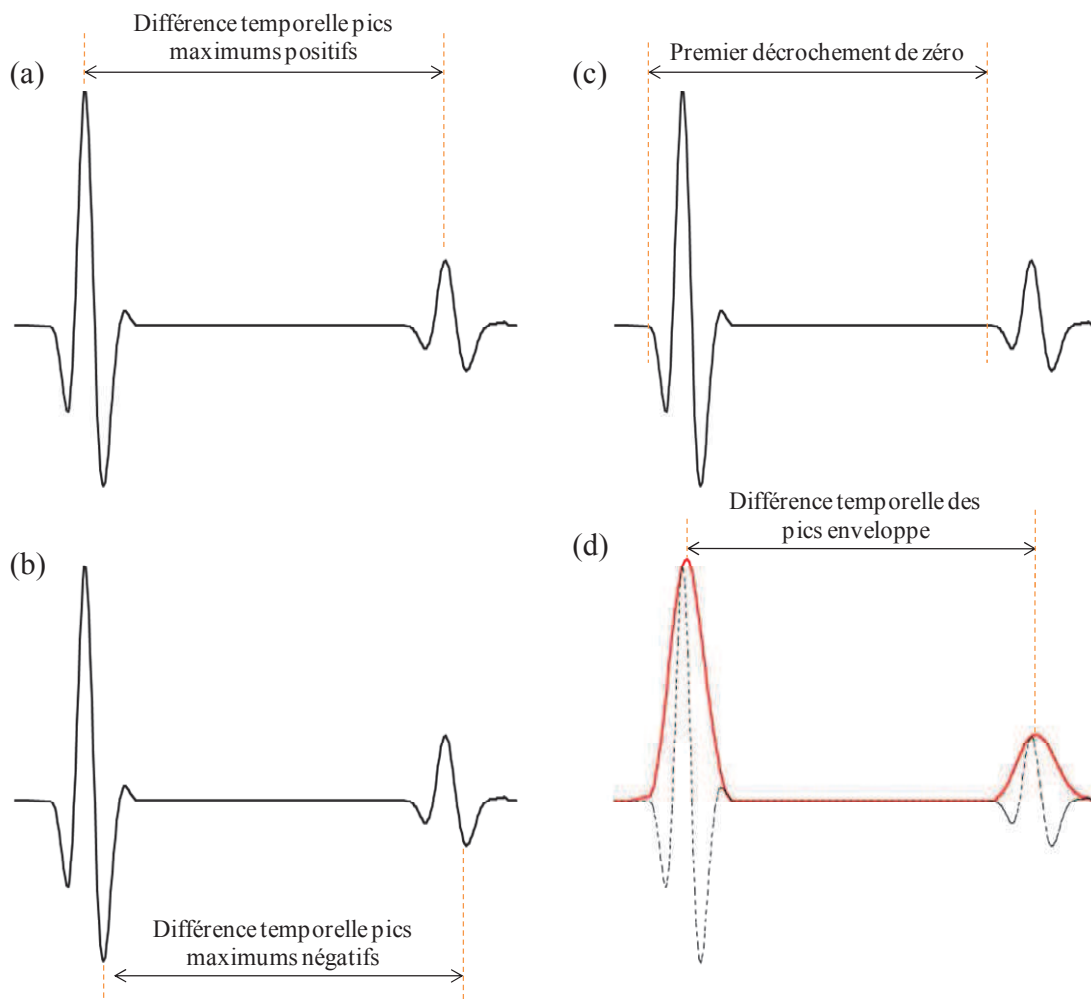 Différence temporelle pics
maximums positifs
(a)
Premier décrochement de zéro
(c)
(b)
Différence temporelle pics
maximums négatifs
Différence temporelle des
pics enveloppe
(d)